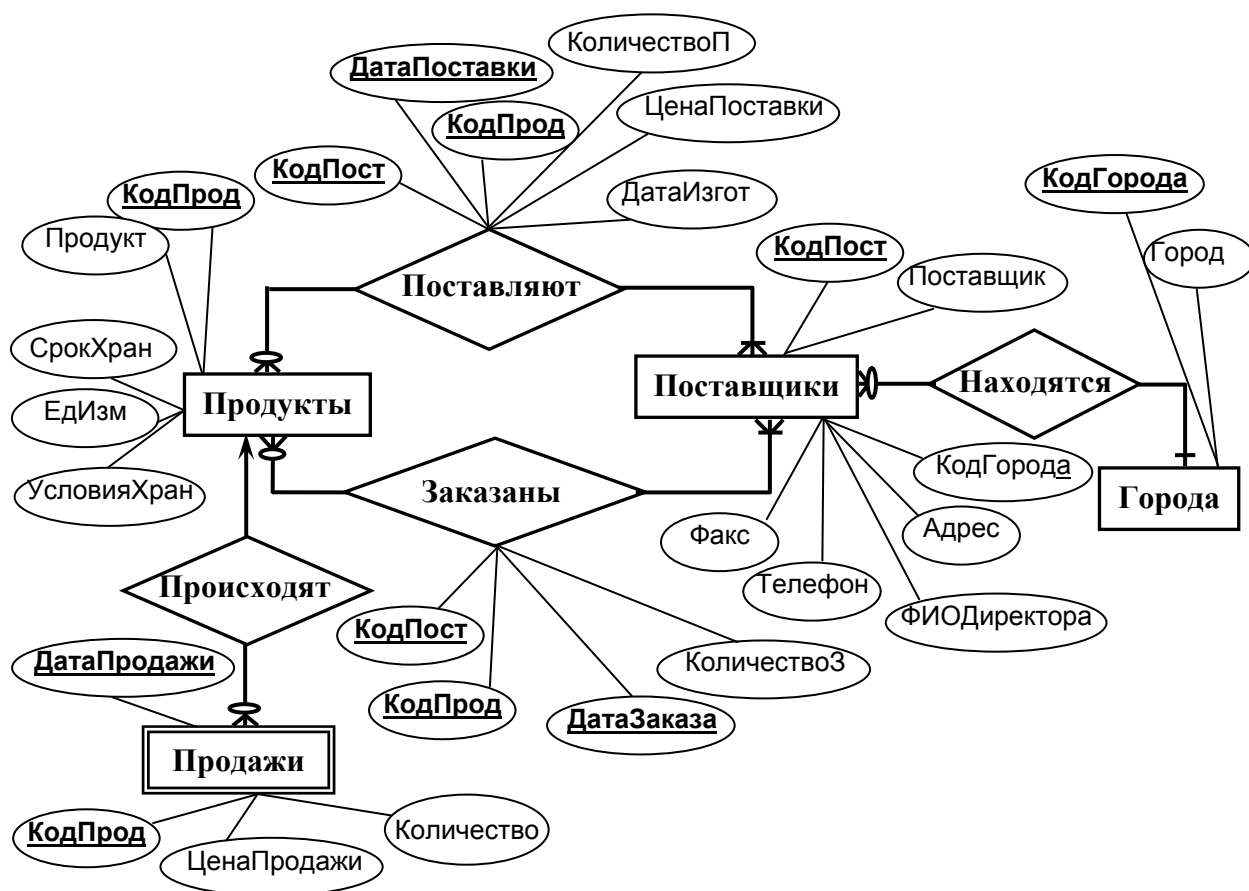 КоличествоП
ДатаПоставки
ЦенаПоставки
КодПрод
КодПост
КодГорода
ДатаИзгот
КодПрод
Продукт
КодПост
Город
Поставщик
Поставляют
СрокХран
Находятся
Поставщики
Продукты
ЕдИзм
КодГорода
УсловияХран
Заказаны
Города
Факс
Адрес
Происходят
Телефон
ФИОДиректора
КодПост
ДатаПродажи
КоличествоЗ
КодПрод
ДатаЗаказа
Продажи
КодПрод
Количество
ЦенаПродажи